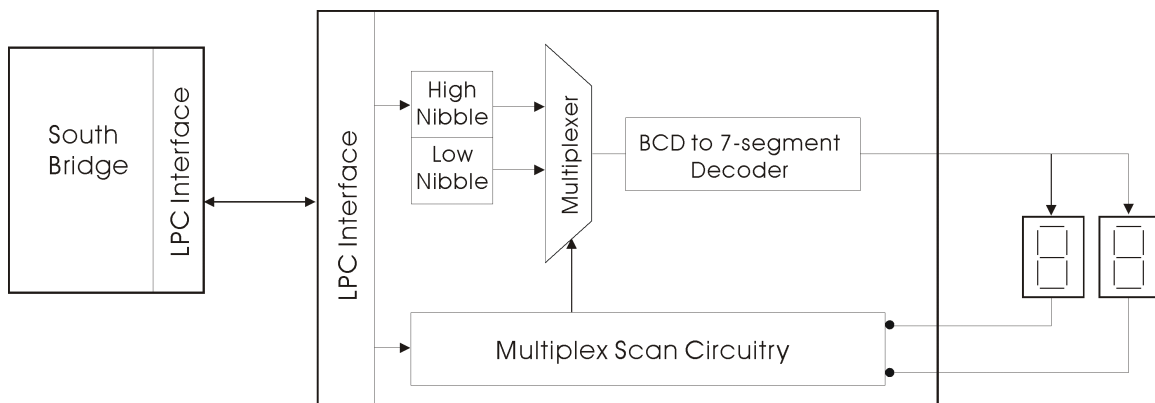 South
Bridge
LPC Interface
LPC Interface
High
Nibble
Low
Nibble
Multiplexer
BCD to 7-segment
Decoder
Multiplex Scan Circuitry